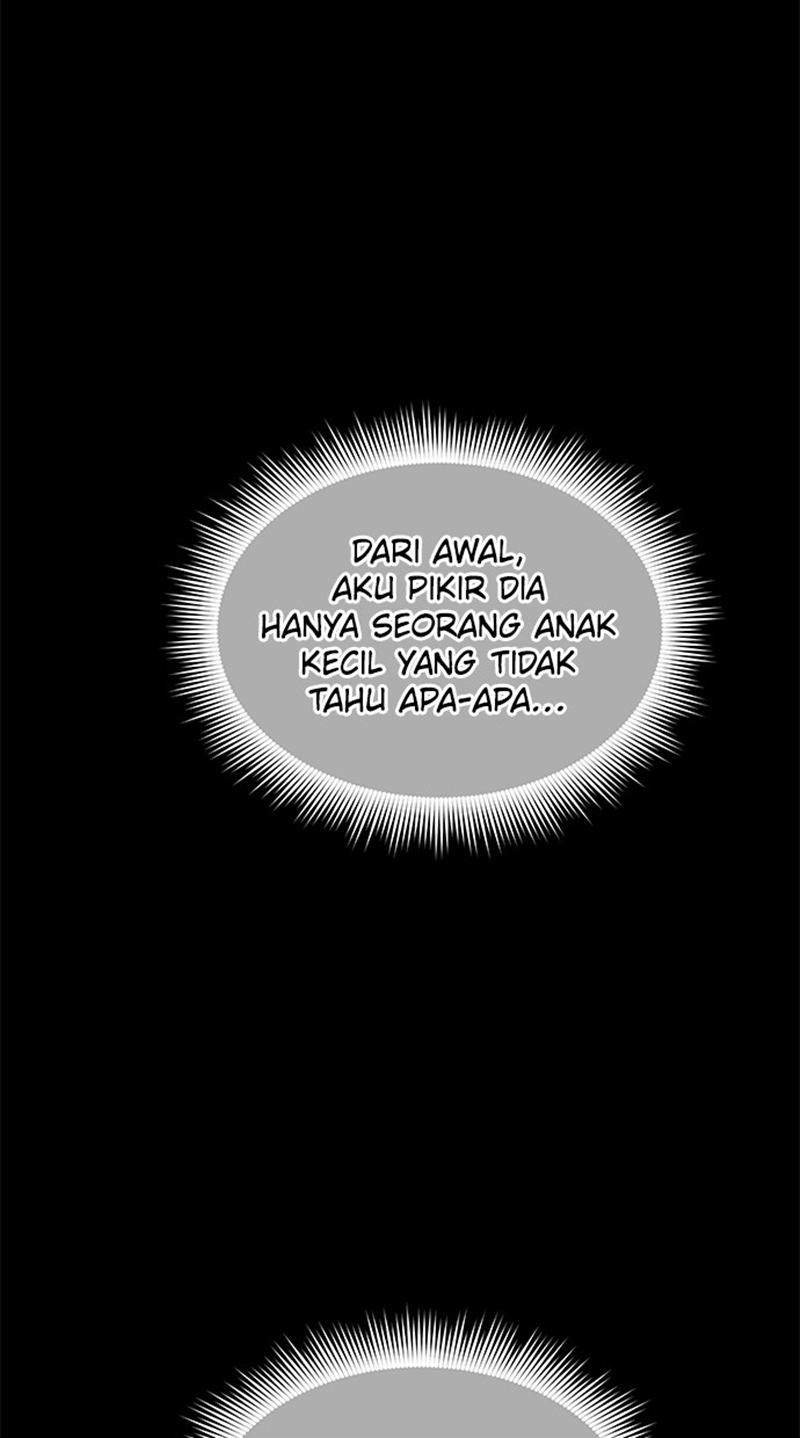 DARI AWAL,
AKU PIKIR DIA
HANYA SEORANG ANAK
KECIL YANG TIDAK
TAHU APA-APA...